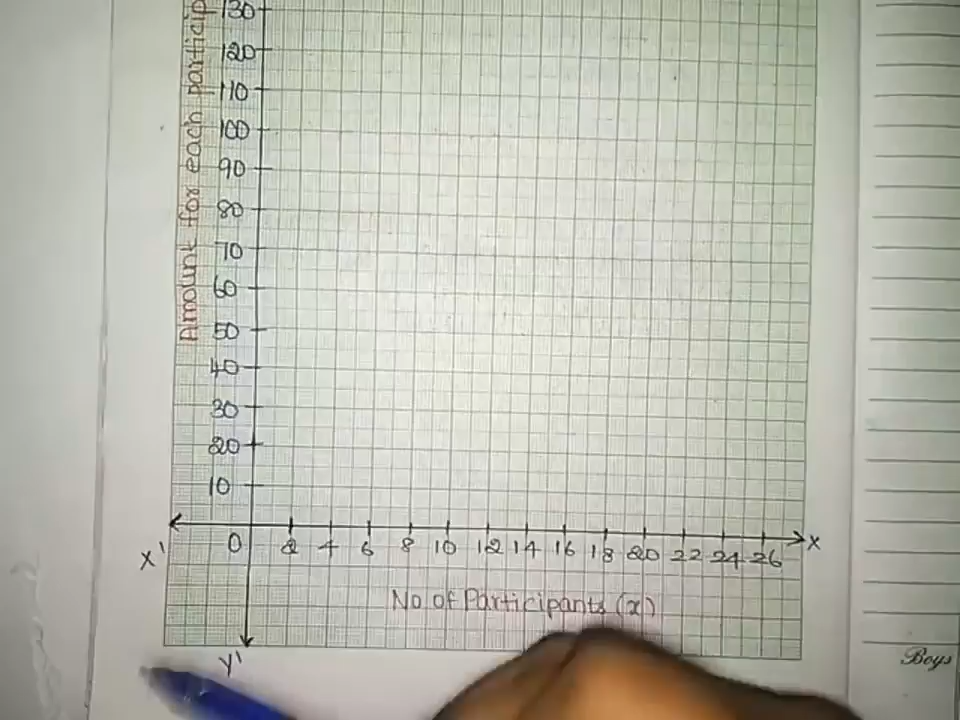 Amount for each particip
130
120
110
100
90
80
70
60
50
40
30
20
10
X'
0 2 4 6 8 10 12 14 16 18 20 22 24 26 X
No of Participants (x)
Y'
Boys